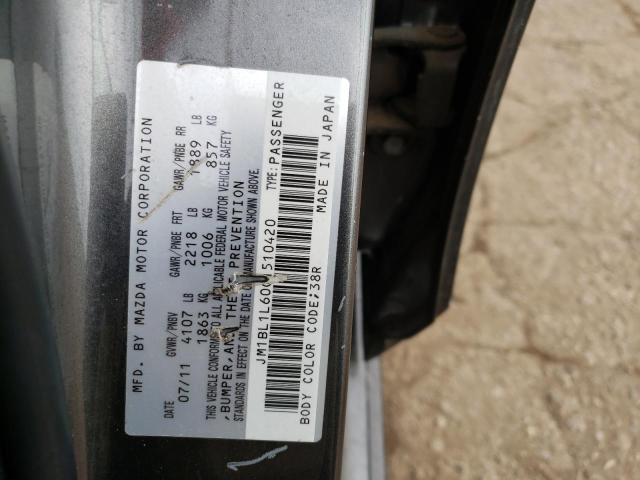 MFD. BY MAZDA MOTOR CORPORATION
DATE GVWR/PNBV GAWR/PNBE FRT GAWR/PNBE RR
07/11 4107 LB 2218 LB 1889 LB
1863 KG 1006 KG 857 KG
THIS VEHICLE CONFORMS TO ALL APPLICABLE FEDERAL MOTOR VEHICLE SAFETY
, BUMPER, AND THEFT PREVENTION
STANDARDS IN EFFECT ON THE DATE OF MANUFACTURE SHOWN ABOVE.
TYPE: PASSENGER
BODY COLOR CODE;38R MADE IN JAPAN